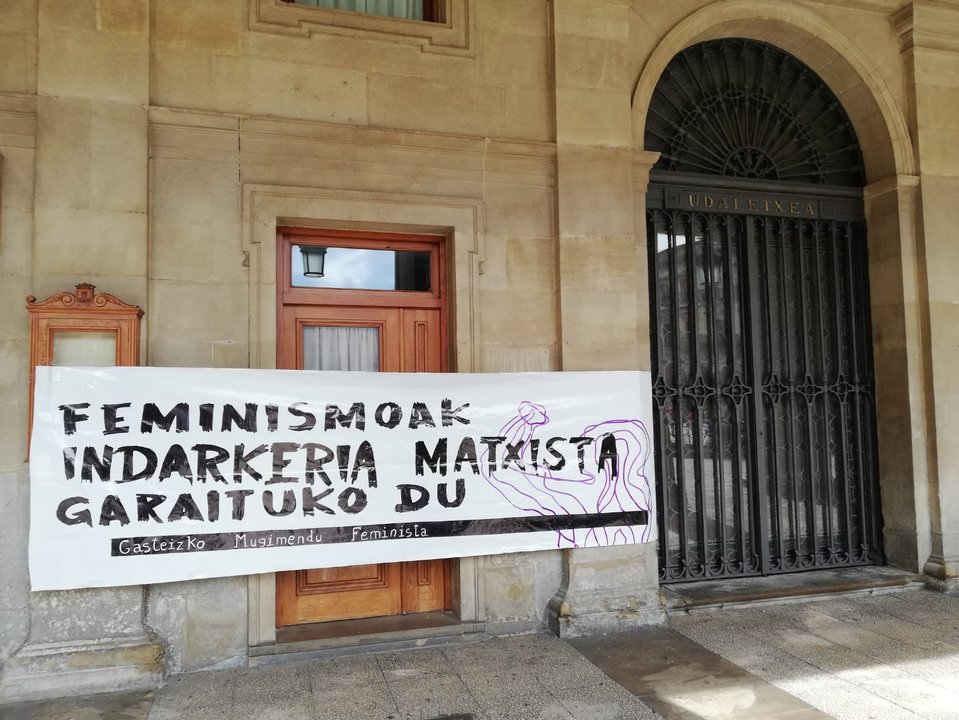 UDALETXEA
FEMINISMOAK
INDARKERIA MATXISTA
GARAITUKO DU
Gasteizko Mugimendu Feminista